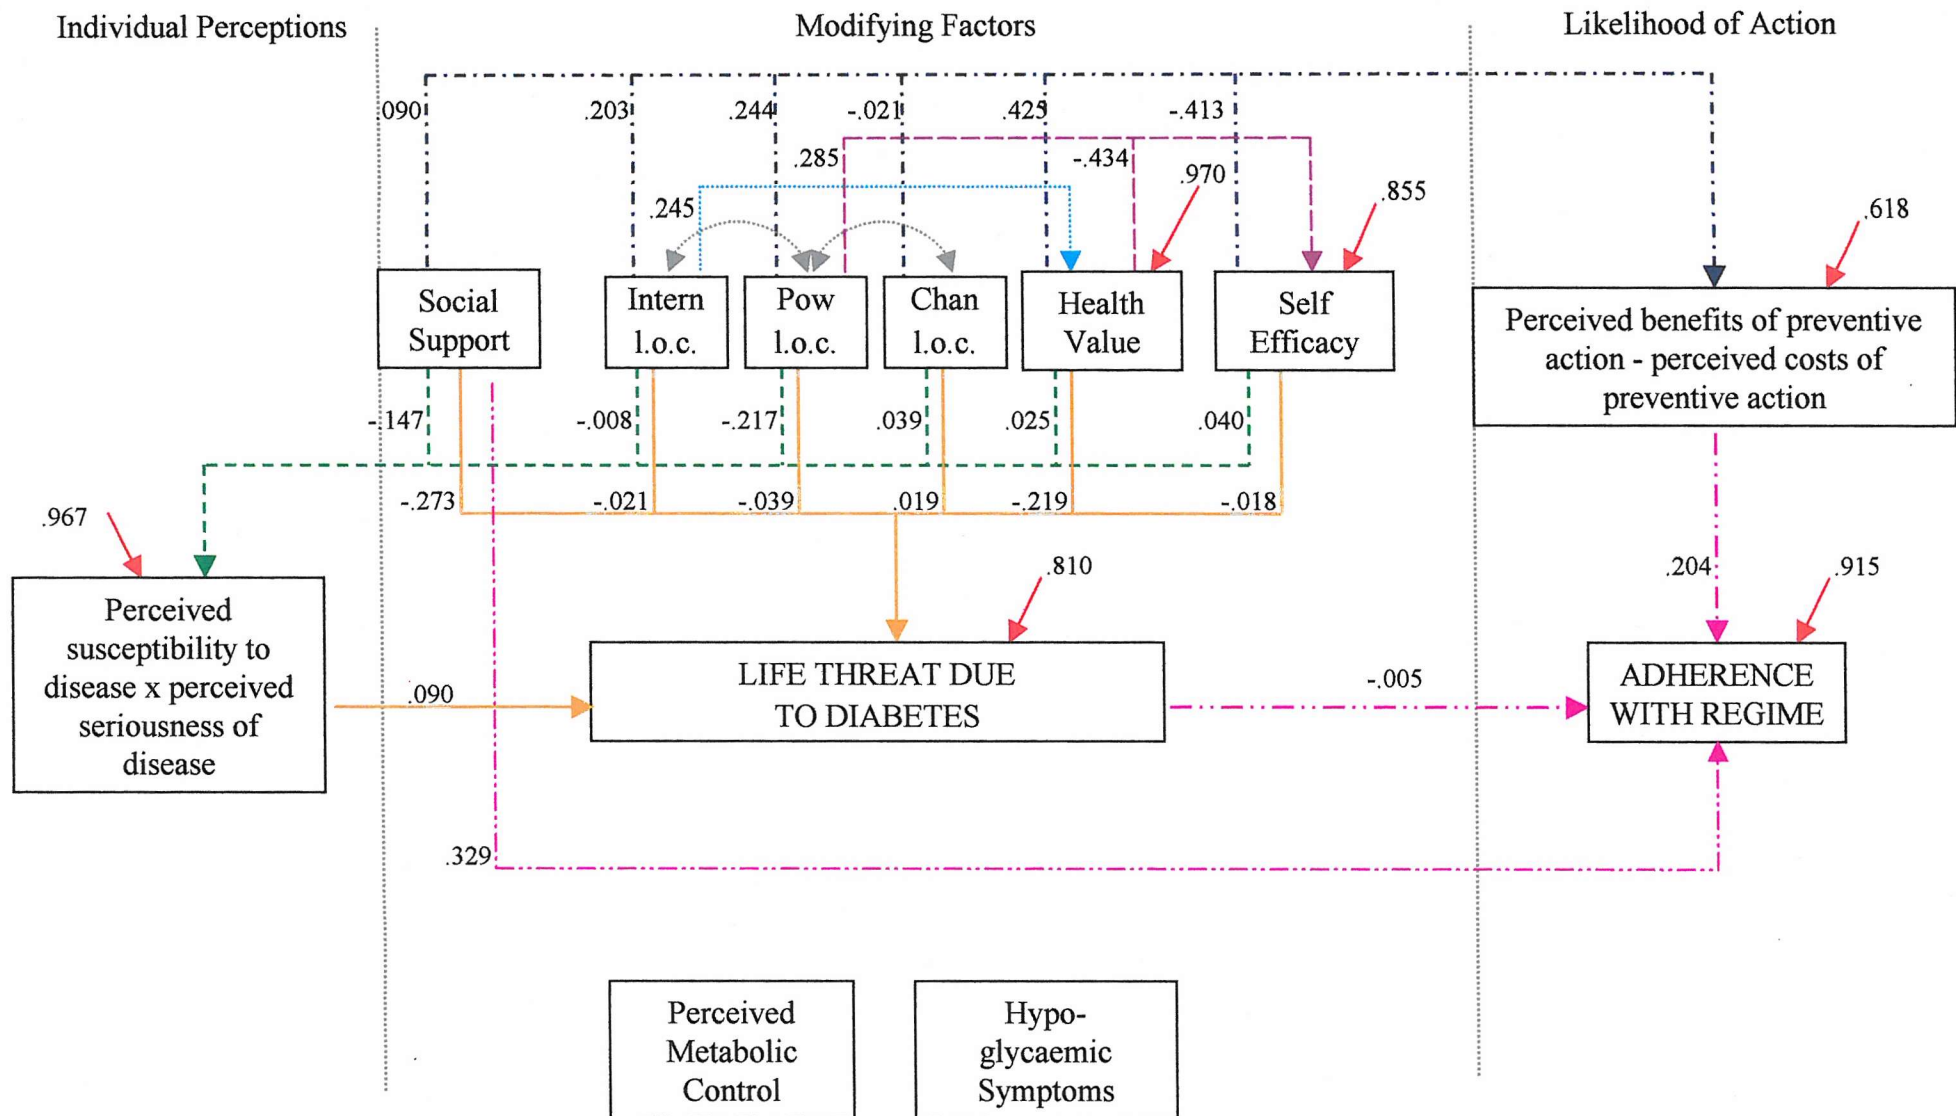 Individual Perceptions
Modifying Factors
Likelihood of Action
.090
.203
.244
-.021
.425
-.413
.285
-.434
.970
.855
.618
.245
Social
Support
Intern
l.o.c.
Pow
l.o.c.
Chan
l.o.c.
Health
Value
Self
Efficacy
Perceived benefits of preventive
action - perceived costs of
preventive action
-.147
-.008
-.217
.039
.025
.040
-.273
-.021
-.039
.019
-.219
-.018
.967
.810
.204
.915
Perceived
susceptibility to
disease x perceived
seriousness of
disease
.090
LIFE THREAT DUE
TO DIABETES
-.005
ADHERENCE
WITH REGIME
.329
Perceived
Metabolic
Control
Hypo-
glycaemic
Symptoms